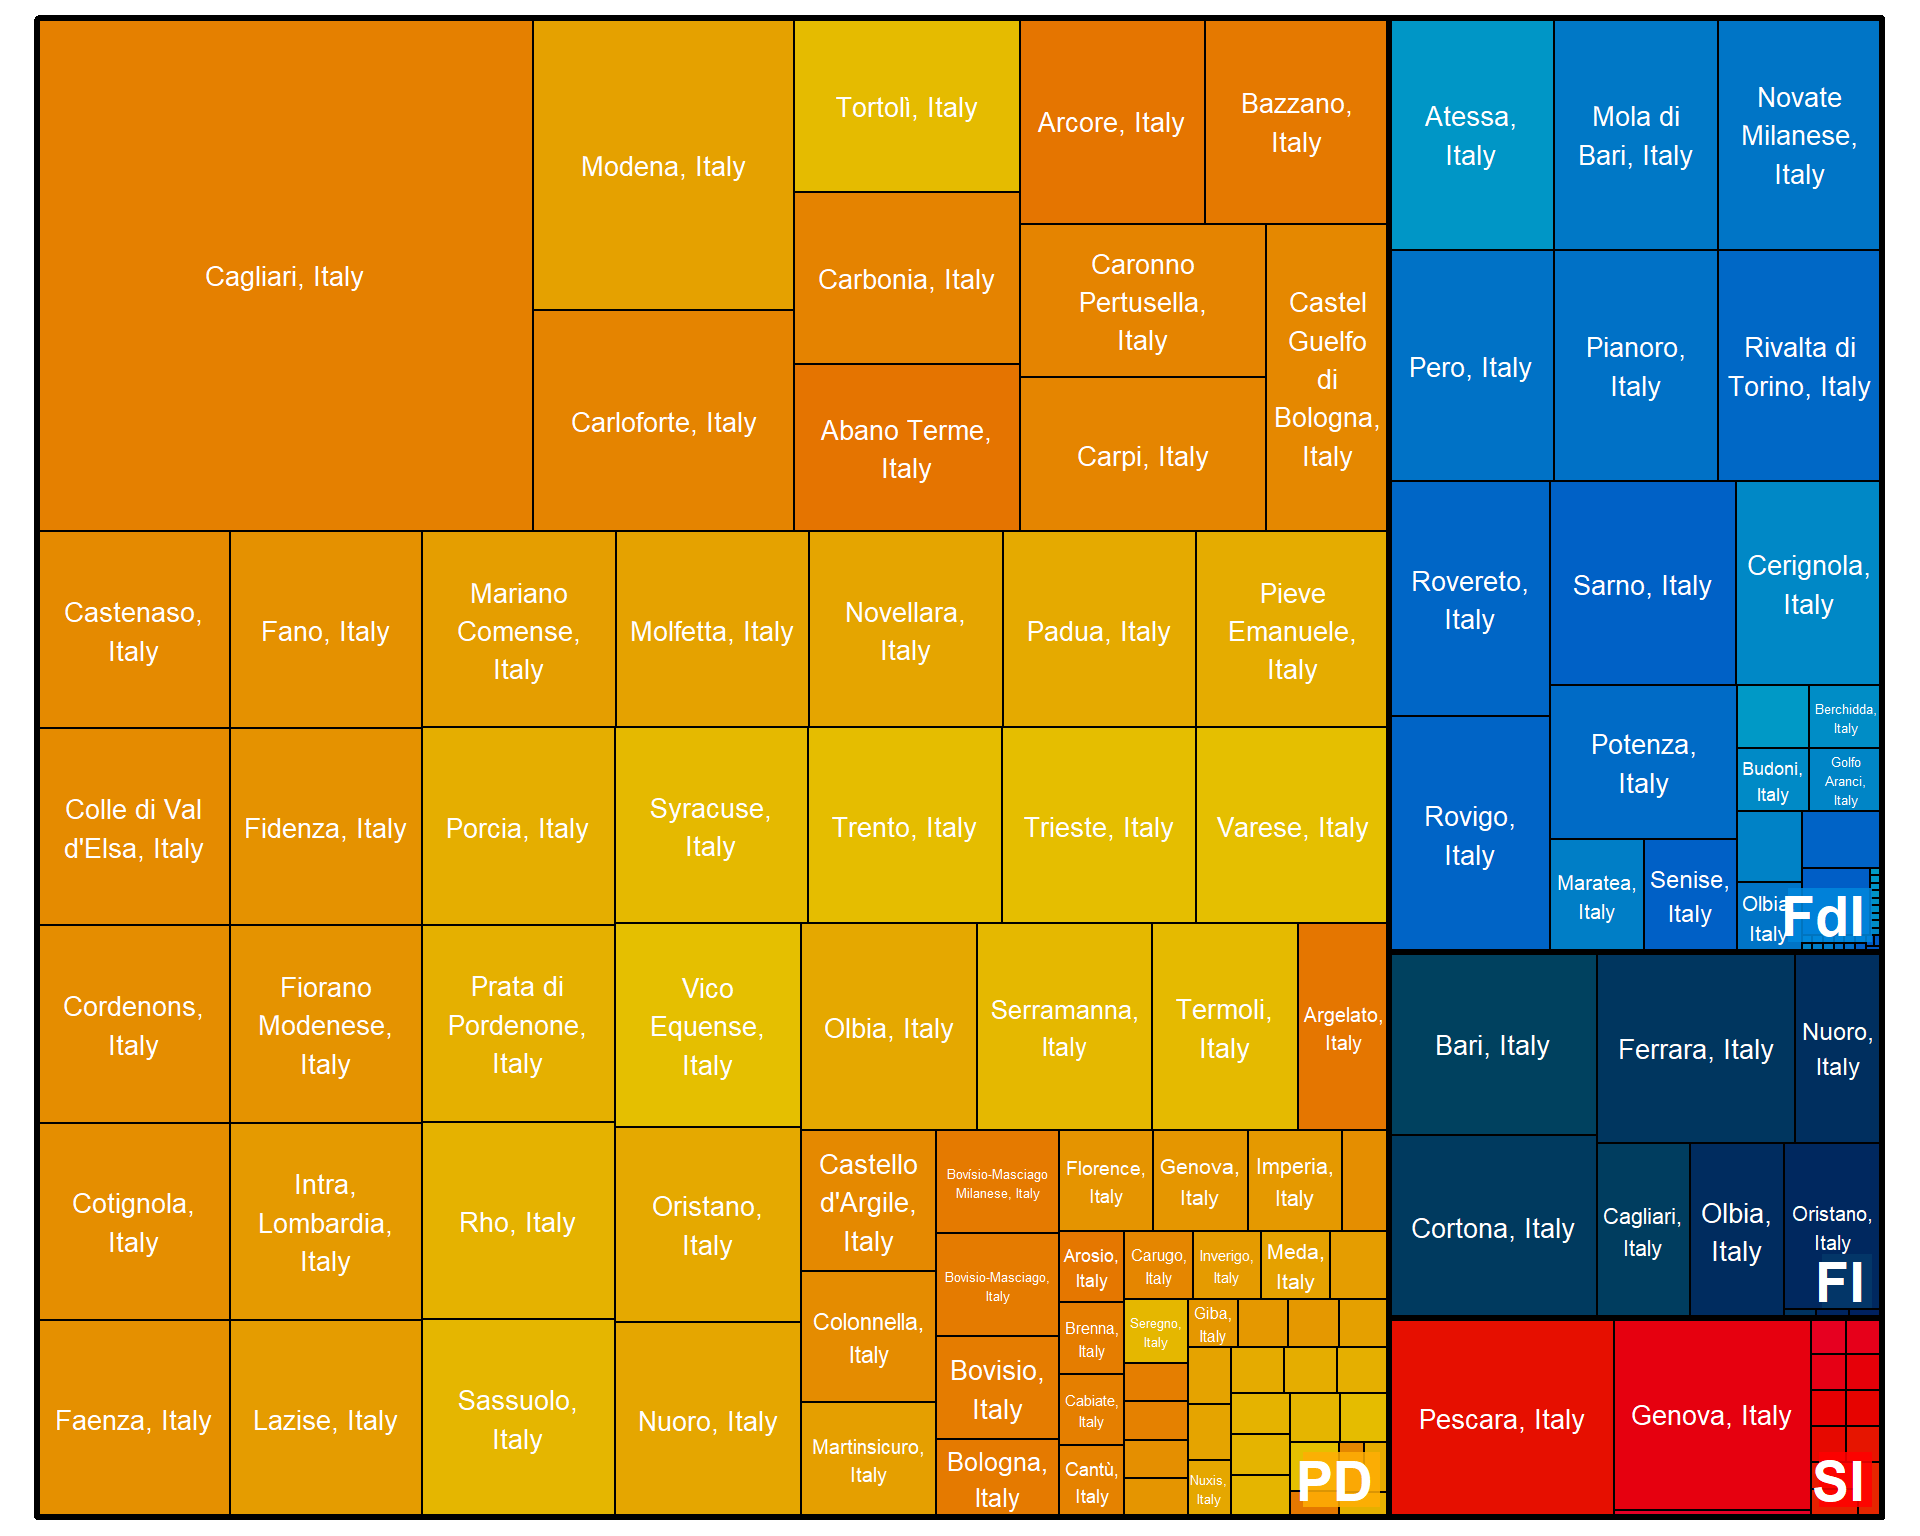 Cagliari, Italy
Modena, Italy
Carloforte, Italy
Tortolì, Italy
Carbonia, Italy
Abano Terme,
Italy
Arcore, Italy
Bazzano,
Italy
Caronno
Pertusella,
Italy
Carpi, Italy
Castel
Guelfo
di
Bologna,
Italy
Castenaso,
Italy
Fano, Italy
Mariano
Comense,
Italy
Molfetta, Italy
Novellara,
Italy
Padua, Italy
Pieve
Emanuele,
Italy
Colle di Val
d'Elsa, Italy
Fidenza, Italy
Porcia, Italy
Syracuse,
Italy
Trento, Italy
Trieste, Italy
Varese, Italy
Cordenons,
Italy
Fiorano
Modenese,
Italy
Prata di
Pordenone,
Italy
Vico
Equense,
Italy
Olbia, Italy
Serramanna,
Italy
Termoli,
Italy
Argelato,
Italy
Cotignola,
Italy
Intra,
Lombardia,
Italy
Rho, Italy
Oristano,
Italy
Faenza, Italy
Lazise, Italy
Sassuolo,
Italy
Nuoro, Italy
Castello
d'Argile,
Italy
Colonnella,
Italy
Martinsicuro,
Italy
Bovísio-Masciago
Milanese, Italy
Bovisio-Masciago,
Italy
Bovisio,
Italy
Bologna,
Italy
Florence,
Italy
Genova,
Italy
Imperia,
Italy
Arosio,
Italy
Carugo,
Italy
Inverigo,
Italy
Meda,
Italy
Brenna,
Italy
Seregno,
Italy
Giba,
Italy
Cabiate,
Italy
Cantù,
Italy
Nuxis,
Italy
PD
Atessa,
Italy
Mola di
Bari, Italy
Novate
Milanese,
Italy
Pero, Italy
Pianoro,
Italy
Rivalta di
Torino, Italy
Rovereto,
Italy
Sarno, Italy
Cerignola,
Italy
Rovigo,
Italy
Potenza,
Italy
Berchidda,
Italy
Budoni,
Italy
Golfo
Aranci,
Italy
Maratea,
Italy
Senise,
Italy
Olbia
Italy
FdI
Bari, Italy
Ferrara, Italy
Nuoro,
Italy
Cortona, Italy
Cagliari,
Italy
Olbia,
Italy
Oristano,
Italy
FI
Pescara, Italy
Genova, Italy
SI